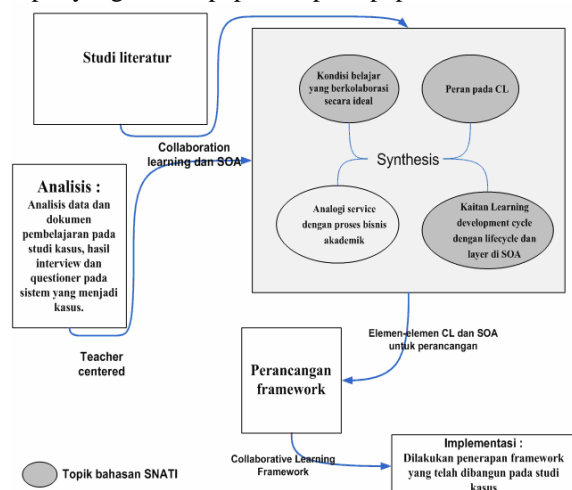 Studi literatur
Kondisi belajar
yang berkolaborasi
secara ideal
Peran pada CL
Collaboration
learning dan SOA
Synthesis
Analisis :
Analisis data dan
dokumen
pembelajaran pada
studi kasus, hasil
interview dan
questioner pada
sistem yang menjadi
kasus.
Analogi service
dengan proses bisnis
akademik
Kaitan Learning
development cycle
dengan lifecycle dan
layer di SOA
Teacher
centered
Elemen-elemen CL dan SOA
untuk perancangan
Perancangan
framework
Collaborative Learning
Framework
Implementasi :
Dilakukan penerapan framework
yang telah dibangun pada studi
kasus
Topik bahasan SNATI